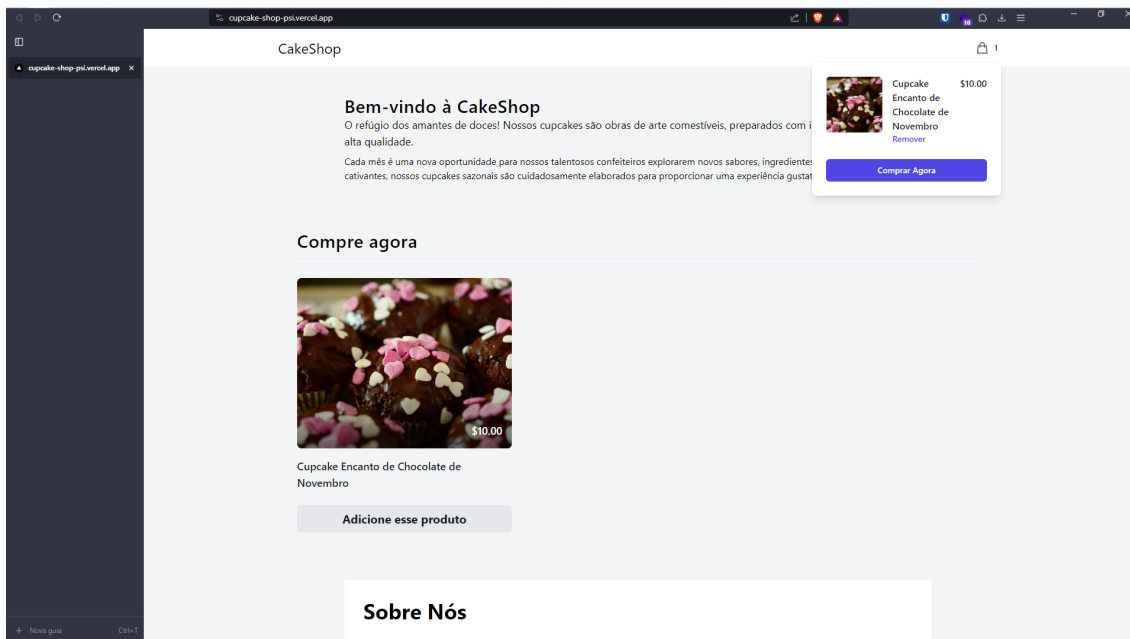 cupcake-shop-psi.vercel.app
10
cupcake-shop-psi.vercel.app
CakeShop
1
Cupcake Encanto de Chocolate de Novembro
$10.00
Remover
Comprar Agora
Bem-vindo à CakeShop
O refúgio dos amantes de doces! Nossos cupcakes são obras de arte comestíveis, preparados com i
alta qualidade.
Cada mês é uma nova oportunidade para nossos talentosos confeiteiros explorarem novos sabores, ingredientes
cativantes, nossos cupcakes sazonais são cuidadosamente elaborados para proporcionar uma experiência gustat
Compre agora
$10.00
Cupcake Encanto de Chocolate de
Novembro
Adicione esse produto
Sobre Nós
Nova guia
Ctrl+T